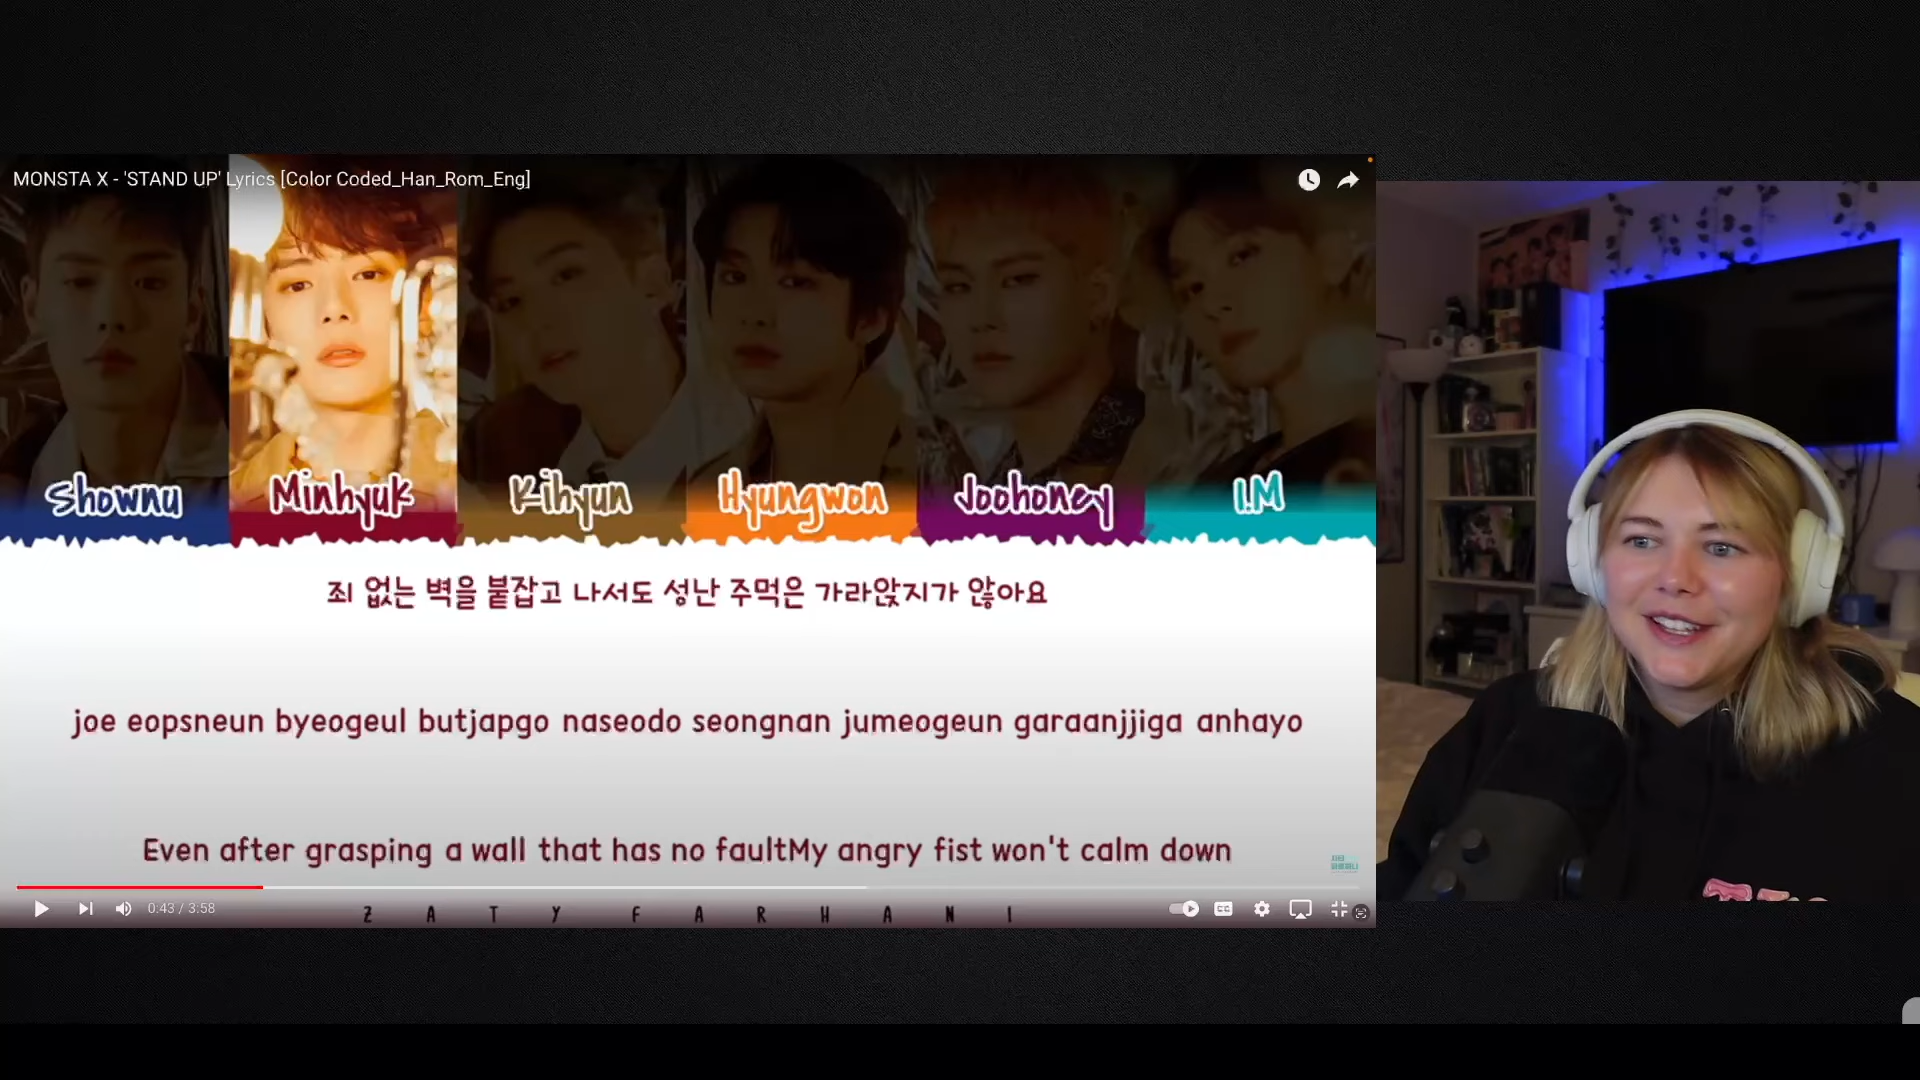 MONSTA X - 'STAND UP' Lyrics [Color Coded_Han_Rom_Eng]
Shownu
Minhyuk
Kihyun
Hyungwon
Joohoney
I.M
죄 없는 벽을 붙잡고 나서도 성난 주먹은 가라앉지가 않아요
joe eopsneun byeogeul butjapgo naseodo seongnan jumeogeun garaanjjiga anhayo
Even after grasping a wall that has no faultMy angry fist won't calm down
0:43 / 3:58
ZATYFARHANI
CC